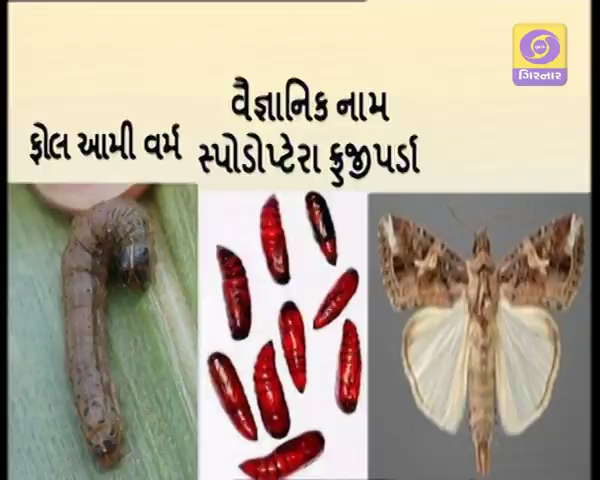 ગિરનાર
વૈજ્ઞાનિક નામ
ફોલ આમી વર્મ
સ્પોડોપ્ટેરા ફ્રુજીપર્ડા